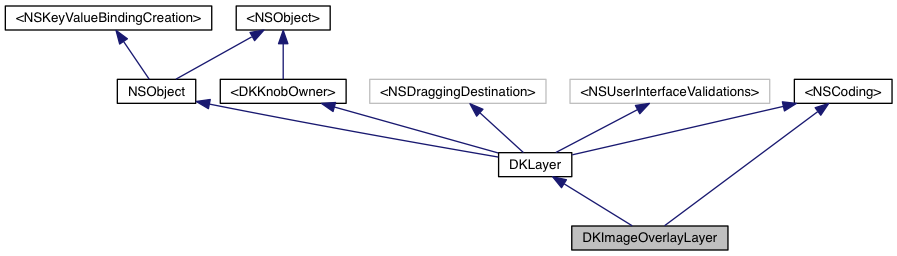 <NSKeyValueBindingCreation>
<NSObject>
NSObject
<DKKnobOwner>
<NSDraggingDestination>
<NSUserInterfaceValidations>
<NSCoding>
DKLayer
DKImageOverlayLayer